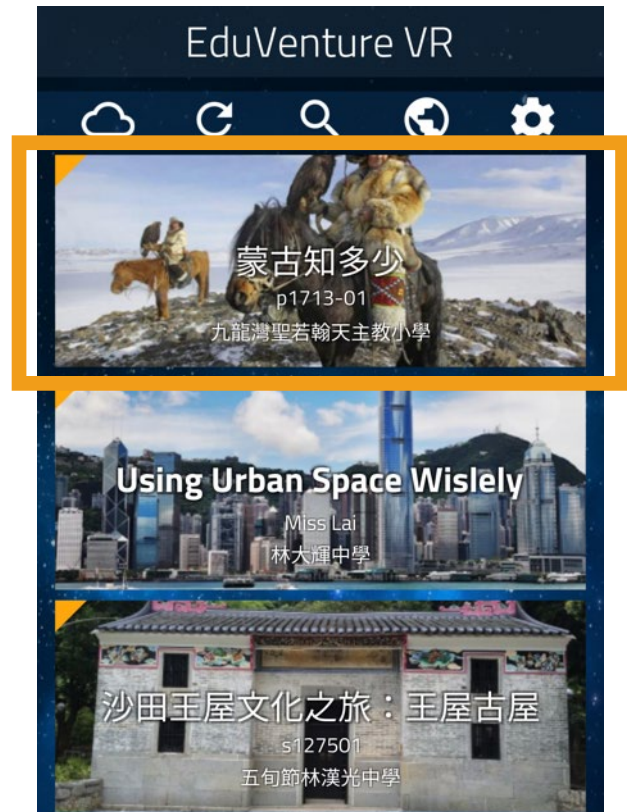 EduVenture VR
蒙古知多少
p1713-01
九龍灣聖若翰天主教小學
Using Urban Space Wislely
Miss Lai
林大輝中學
沙田王屋文化之旅：王屋古屋
s127501
五旬節林漢光中學